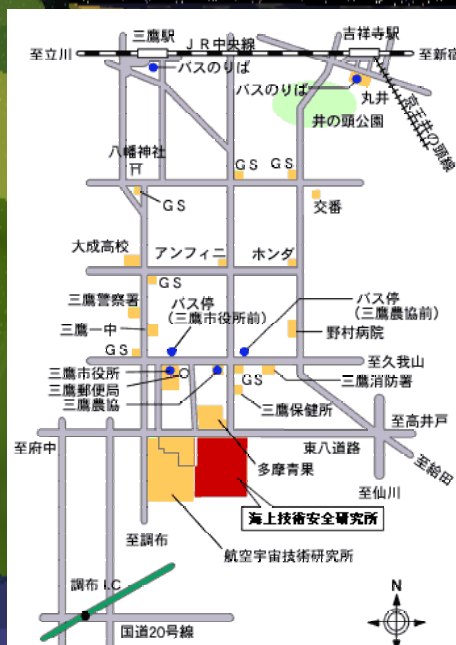 三鷹駅
JR中央線
吉祥寺駅
至立川
至新宿
バスのりば
バスのりば
丸井
京王井の頭線
井の頭公園
八幡神社
GS
GS
GS
交番
大成高校
アンフィニ
ホンダ
GS
バス停
(三鷹市役所前)
バス停
(三鷹農協前)
三鷹警察署
三鷹一中
野村病院
GS
至久我山
三鷹市役所
三鷹郵便局
三鷹農協
GS
三鷹消防署
三鷹保健所
至高井戸
至府中
東八道路
多摩青果
至給田
至仙川
海上技術安全研究所
至調布
航空宇宙技術研究所
調布I.C
国道20号線
N